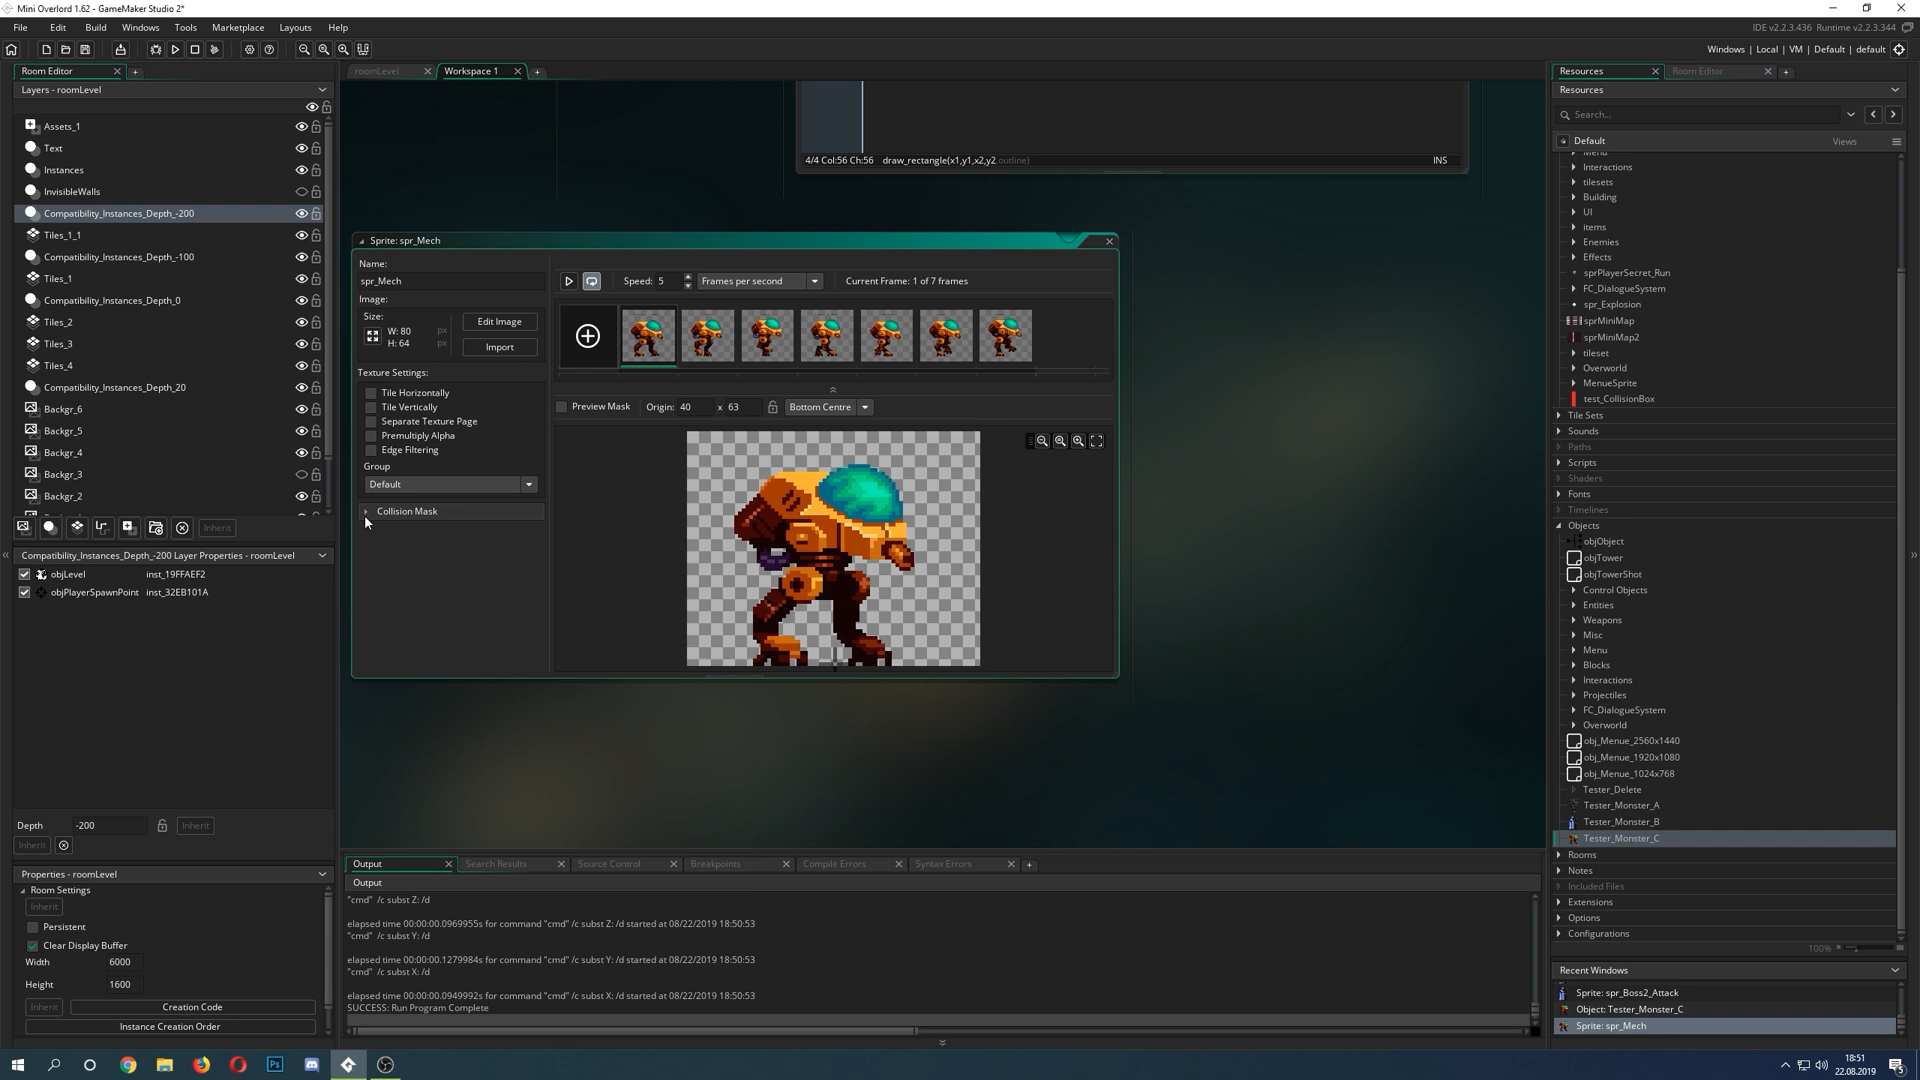 Mini Overlord 1.62 - GameMaker Studio 2*
File Edit Build Windows Tools Marketplace Layouts Help
IDE v2.2.3.436 Runtime v2.2.3.344
Windows | Local | VM | Default | default
Room Editor
Layers - roomLevel
Assets_1
Text
Instances
InvisibleWalls
Compatibility_Instances_Depth_-200
Tiles_1_1
Compatibility_Instances_Depth_-100
Tiles_1
Compatibility_Instances_Depth_0
Tiles_2
Tiles_3
Tiles_4
Compatibility_Instances_Depth_20
Backgr_6
Backgr_5
Backgr_4
Backgr_3
Backgr_2
Inherit
Compatibility_Instances_Depth_-200 Layer Properties - roomLevel
objLevel inst_19FFAEF2
objPlayerSpawnPoint inst_32EB101A
Depth -200 Inherit
Inherit
Properties - roomLevel
Room Settings
Inherit
Persistent
Clear Display Buffer
Width 6000
Height 1600
Inherit Creation Code
Instance Creation Order
roomLevel Workspace 1
4/4 Col:56 Ch:56 draw_rectangle(x1,y1,x2,y2,outline) INS
Sprite: spr_Mech
Name:
spr_Mech
Image:
Size:
W: 80 px
H: 64 px
Edit Image
Import
Texture Settings:
Tile Horizontally
Tile Vertically
Separate Texture Page
Premultiply Alpha
Edge Filtering
Group
Default
Collision Mask
Speed: 5 Frames per second Current Frame: 1 of 7 frames
Preview Mask Origin: 40 x 63 Bottom Centre
Output Search Results Source Control Breakpoints Compile Errors Syntax Errors
Output
"cmd" /c subst Z: /d
elapsed time 00:00:00.0969955s for command "cmd" /c subst Z: /d started at 08/22/2019 18:50:53
"cmd" /c subst Y: /d
elapsed time 00:00:00.1279984s for command "cmd" /c subst Y: /d started at 08/22/2019 18:50:53
"cmd" /c subst X: /d
elapsed time 00:00:00.0949992s for command "cmd" /c subst X: /d started at 08/22/2019 18:50:53
SUCCESS: Run Program Complete
Resources Room Editor
Resources
Search...
Default Views
Menu
Interactions
tilesets
Building
UI
items
Enemies
Effects
sprPlayerSecret_Run
FC_DialogueSystem
spr_Explosion
sprMiniMap
sprMiniMap2
tileset
Overworld
MenueSprite
test_CollisionBox
Tile Sets
Sounds
Paths
Scripts
Shaders
Fonts
Timelines
Objects
objObject
objTower
objTowerShot
Control Objects
Entities
Weapons
Misc
Menu
Blocks
Interactions
Projectiles
FC_DialogueSystem
Overworld
obj_Menue_2560x1440
obj_Menue_1920x1080
obj_Menue_1024x768
Tester_Delete
Tester_Monster_A
Tester_Monster_B
Tester_Monster_C
Rooms
Notes
Included Files
Extensions
Options
Configurations
100%
Recent Windows
Sprite: spr_Boss2_Attack
Object: Tester_Monster_C
Sprite: spr_Mech
Ps
18:51
22.08.2019
5